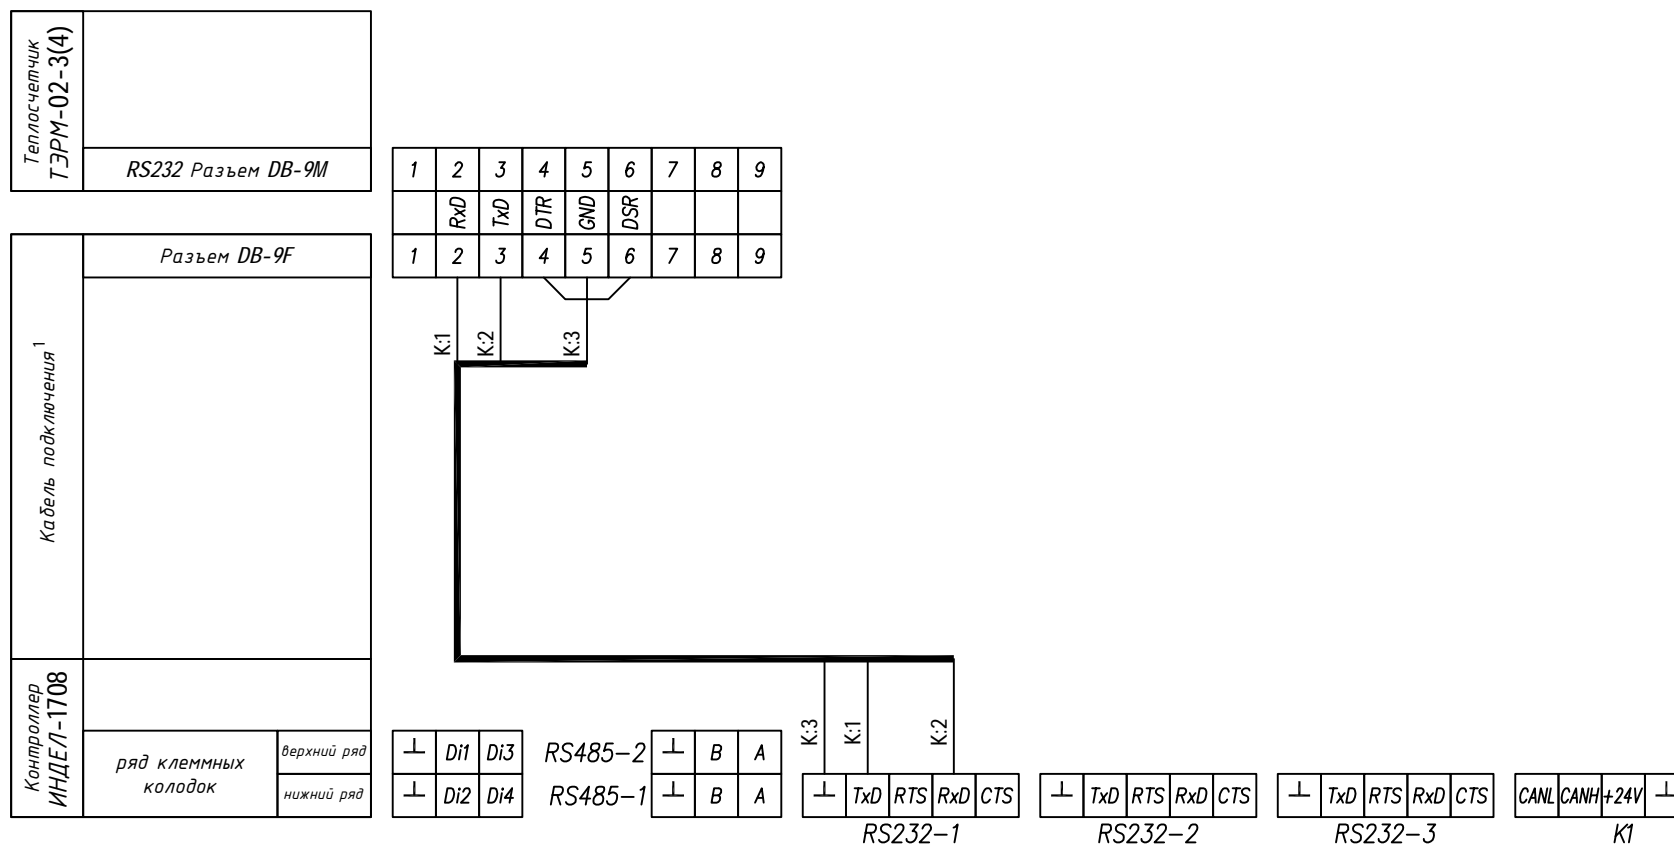 Теплосчетчик
ТЭРМ-02-3(4)
RS232 Разъем DB-9M
1 2 3 4 5 6 7 8 9
RxD TxD DTR GND DSR
Разъем DB-9F
1 2 3 4 5 6 7 8 9
Кабель подключения¹
К:1 К:2 К:3
Контроллер
ИНДЕЛ-1708
ряд клеммных
колодок
верхний ряд
нижний ряд
⊥ Di1 Di3 RS485-2 ⊥ B A
⊥ Di2 Di4 RS485-1 ⊥ B A
К:3 К:1 К:2
⊥ TxD RTS RxD CTS
RS232-1
⊥ TxD RTS RxD CTS
RS232-2
⊥ TxD RTS RxD CTS
RS232-3
CANL CANH +24V ⊥
K1